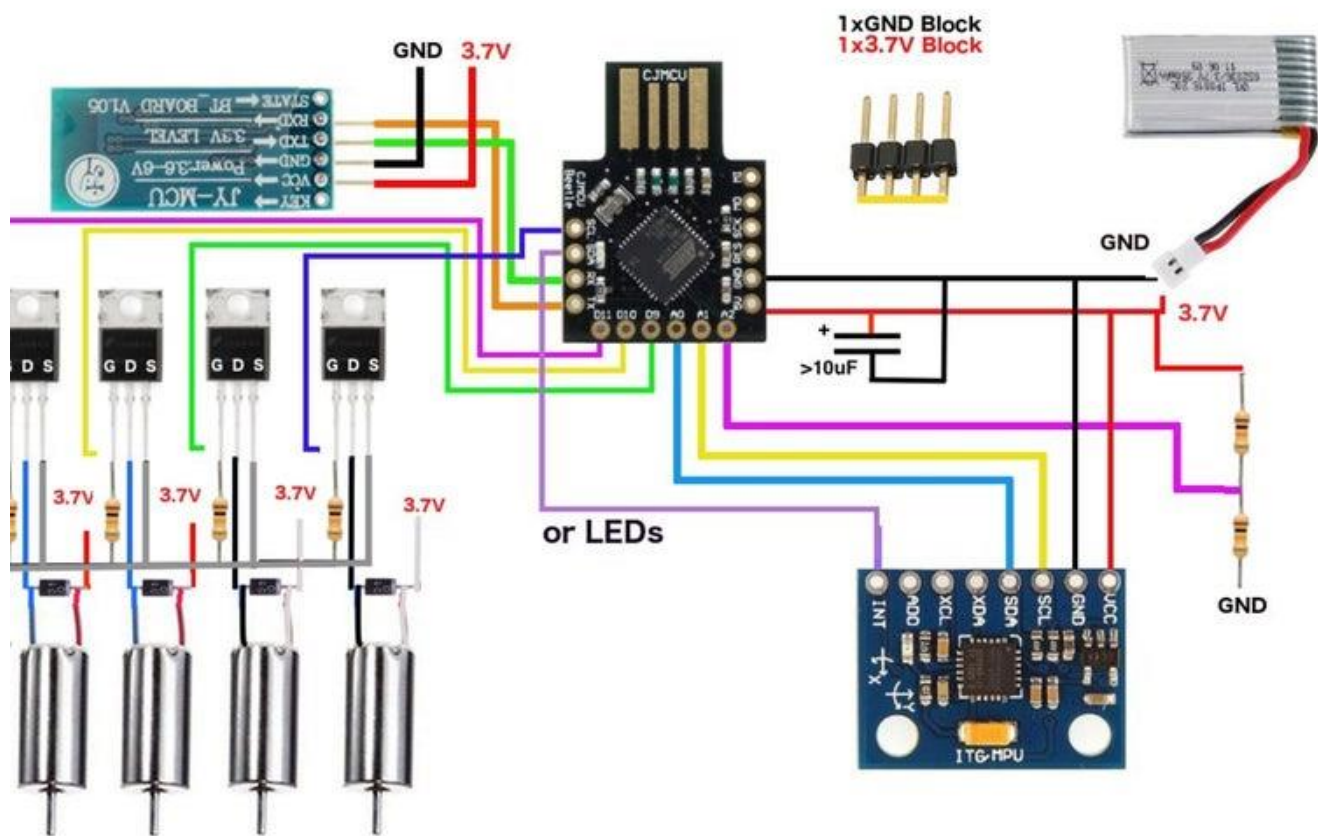 1xGND Block
1x3.7V Block
GND
3.7V
STATE
RXD
TXD
GND
VCC
KEY
BT_BOARD V1.05
3.3V LEVEL
Power:3.6-6V
JY-MCU
CJMCU
CJMCU
Beetle
SCL
SDA
RX
TX
D11
D10
D9
A0
A1
A2
GND
5V
GND
3.7V
+
>10uF
G D S
G D S
G D S
D S
3.7V
3.7V
3.7V
3.7V
or LEDs
GND
INT
ADO
XCL
XDA
SDA
SCL
GND
VCC
X
Y
ITG-MPU